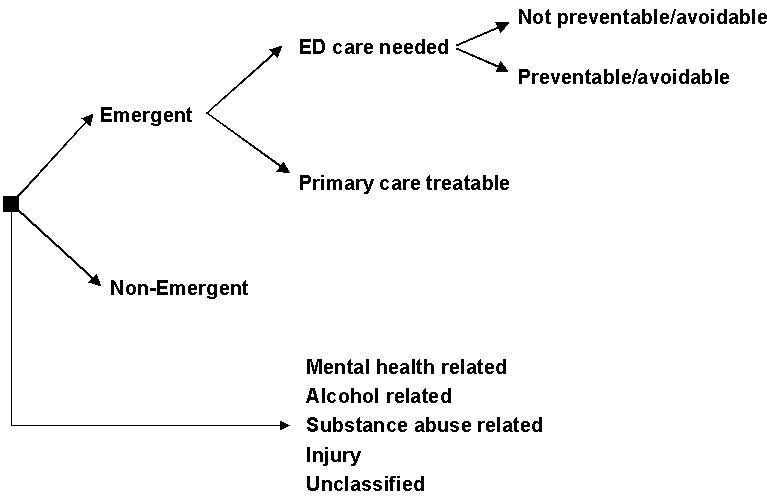 Not preventable/avoidable
ED care needed
Preventable/avoidable
Emergent
Primary care treatable
Non-Emergent
Mental health related
Alcohol related
Substance abuse related
Injury
Unclassified